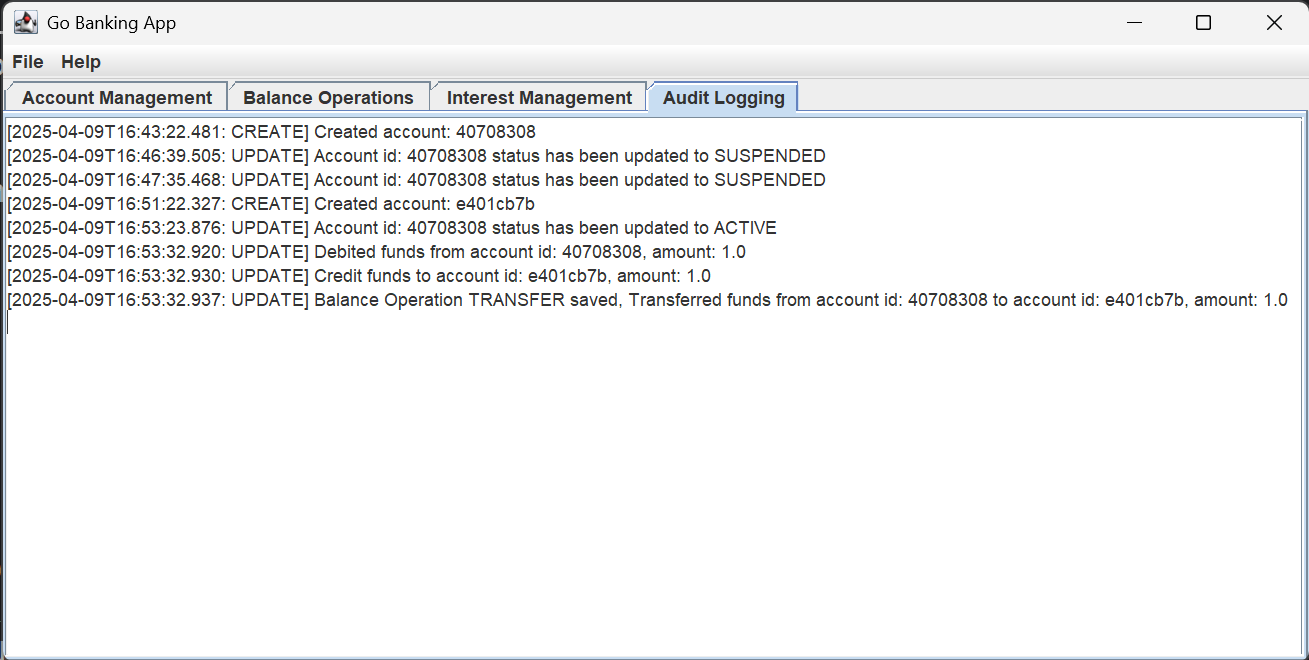 Go Banking App
File Help
Account Management Balance Operations Interest Management Audit Logging
[2025-04-09T16:43:22.481: CREATE] Created account: 40708308
[2025-04-09T16:46:39.505: UPDATE] Account id: 40708308 status has been updated to SUSPENDED
[2025-04-09T16:47:35.468: UPDATE] Account id: 40708308 status has been updated to SUSPENDED
[2025-04-09T16:51:22.327: CREATE] Created account: e401cb7b
[2025-04-09T16:53:23.876: UPDATE] Account id: 40708308 status has been updated to ACTIVE
[2025-04-09T16:53:32.920: UPDATE] Debited funds from account id: 40708308, amount: 1.0
[2025-04-09T16:53:32.930: UPDATE] Credit funds to account id: e401cb7b, amount: 1.0
[2025-04-09T16:53:32.937: UPDATE] Balance Operation TRANSFER saved, Transferred funds from account id: 40708308 to account id: e401cb7b, amount: 1.0